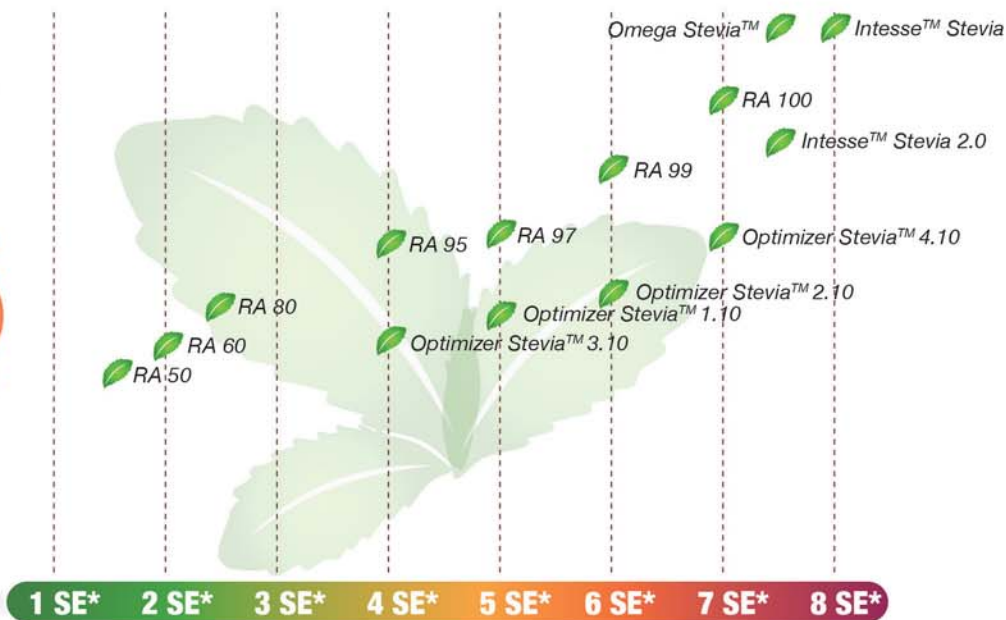 Omega Stevia™
Intesse™ Stevia
RA 100
Intesse™ Stevia 2.0
RA 99
RA 95
RA 97
Optimizer Stevia™ 4.10
RA 80
Optimizer Stevia™ 2.10
Optimizer Stevia™ 1.10
RA 60
Optimizer Stevia™ 3.10
RA 50
1 SE* 2 SE* 3 SE* 4 SE* 5 SE* 6 SE* 7 SE* 8 SE*